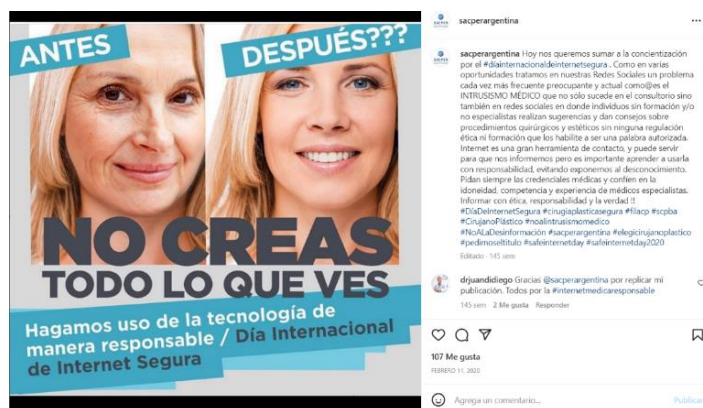 ANTES
DESPUÉS???
NO CREAS
TODO LO QUE VES
Hagamos uso de la tecnología de
manera responsable / Día Internacional
de Internet Segura
sacperargentina
sacperargentina Hoy nos queremos sumar a la concientización
por el #díainternacionaldeinternetsegura . Como en varias
oportunidades tratamos en nuestras Redes Sociales un problema
cada vez más frecuente preocupante y actual como@es el
INTRUSISMO MÉDICO que no sólo sucede en el consultorio sino
también en redes sociales en donde individuos sin formación y/o
no especialistas realizan sugerencias y dan consejos sobre
procedimientos quirúrgicos y estéticos sin ninguna regulación
ética ni formación que los habilite a ser una palabra autorizada.
Internet es una gran herramienta de contacto, y puede servir
para que nos informemos pero es importante aprender a usarla
con responsabilidad, evitando exponernos al desconocimiento.
Pidan siempre las credenciales médicas y confíen en la
idoneidad, competencia y experiencia de médicos especialistas.
Informar con ética, responsabilidad y la verdad !!
#DíaDeInternetSegura #cirugiaplasticasegura #filacp #scpba
#CirujanoPlástico #noalintrusismomedico
#NoALaDesinformación #sacperargentina #elegicirujanoplastico
#pedimoseltitulo #safeinternetday #safeinternetday2020
Editado · 145 sem
drjuandidiego Gracias @sacperargentina por replicar mi
publicación. Todos por la #internetmedicaresponsable
145 sem 2 Me gusta Responder
107 Me gusta
FEBRERO 11, 2020
Agrega un comentario...
Publicar